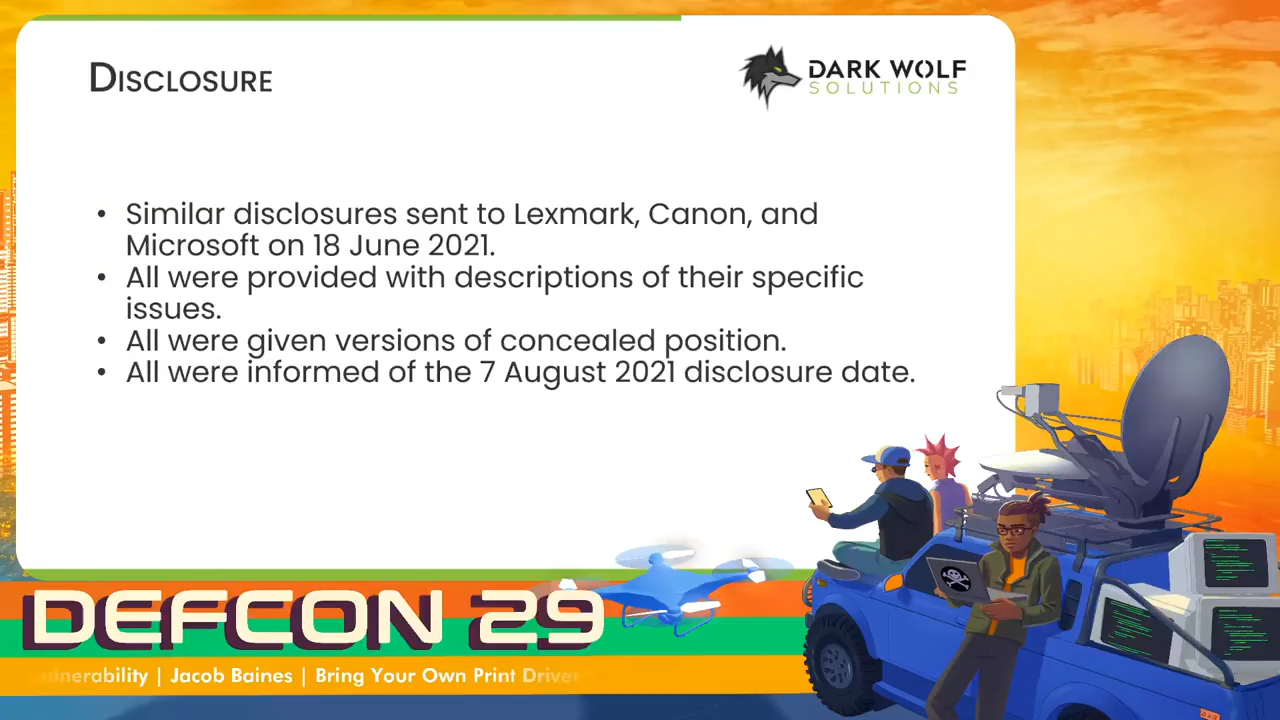 Disclosure
DARK WOLF
SOLUTIONS
• Similar disclosures sent to Lexmark, Canon, and
Microsoft on 18 June 2021.
• All were provided with descriptions of their specific
issues.
• All were given versions of concealed position.
• All were informed of the 7 August 2021 disclosure date.
DEFCON 29
| Jacob Baines | Bring Your Own Print Driver